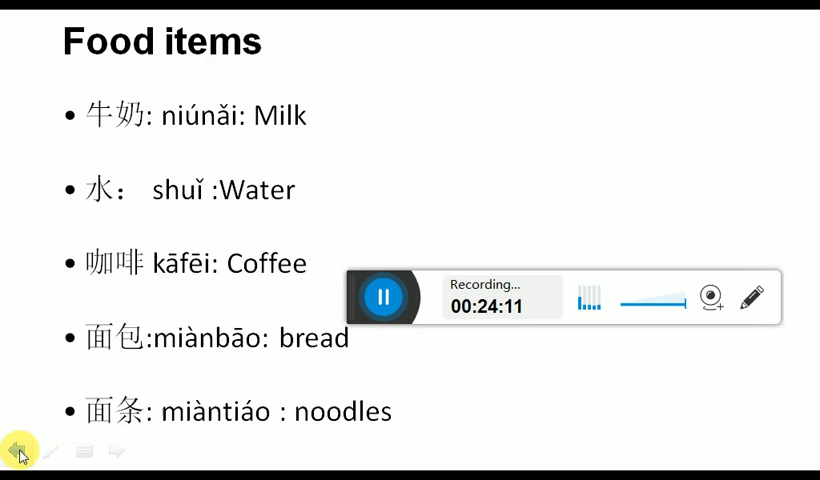 Food items
• 牛奶: niúnǎi: Milk
• 水： shuǐ :Water
• 咖啡 kāfēi: Coffee
Recording...
00:24:11
• 面包:miànbāo: bread
• 面条: miàntiáo : noodles